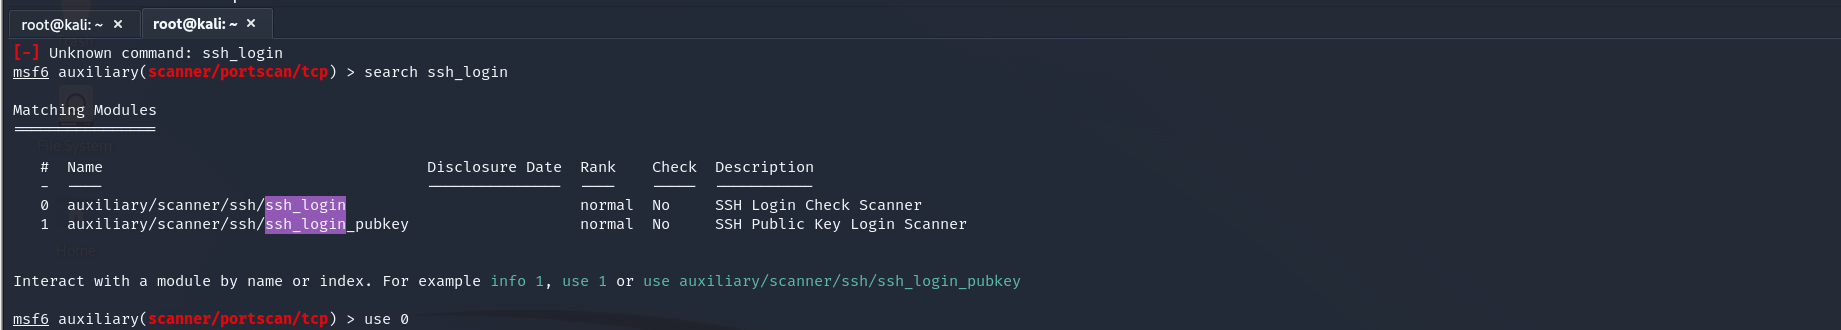 root@kali: ~ ✕ root@kali: ~ ✕
[-] Unknown command: ssh_login
msf6 auxiliary(scanner/portscan/tcp) > search ssh_login
Matching Modules
================
# Name Disclosure Date Rank Check Description
- ---- --------------- ---- ----- -----------
0 auxiliary/scanner/ssh/ssh_login normal No SSH Login Check Scanner
1 auxiliary/scanner/ssh/ssh_login_pubkey normal No SSH Public Key Login Scanner
File System
Home
Interact with a module by name or index. For example info 1, use 1 or use auxiliary/scanner/ssh/ssh_login_pubkey
msf6 auxiliary(scanner/portscan/tcp) > use 0